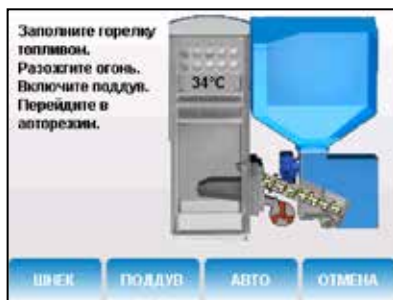 Заполните горелку
топливом.
Разожгите огонь.
Включите поддув.
Перейдите в
авторежим.
34°C
ШНЕК ПОДДУВ АВТО ОТМЕНА